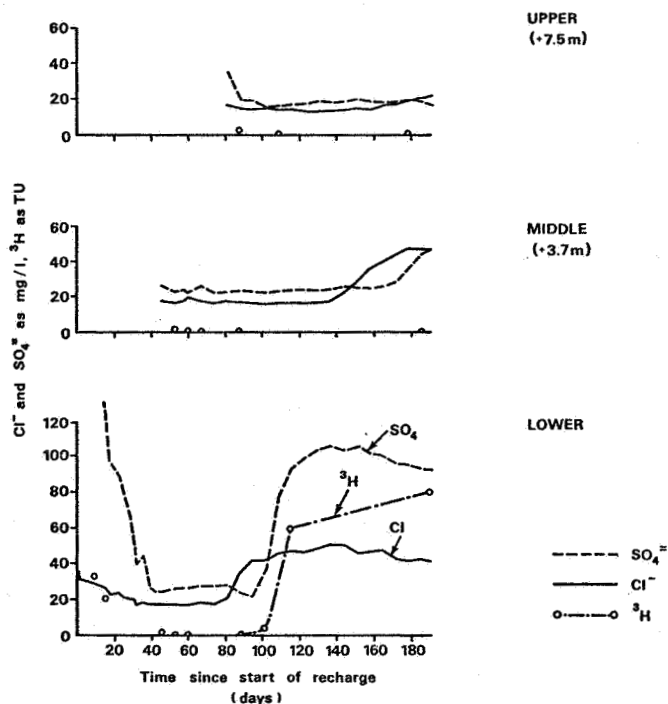 UPPER
(+7.5m)
60
40
20
0
Cl⁻ and SO₄⁼ as mg/l, ³H as TU
MIDDLE
(+3.7m)
60
40
20
0
LOWER
120
100
80
60
40
20
0
SO₄
³H
Cl
SO₄⁼
Cl⁻
³H
20 40 60 80 100 120 140 160 180
Time since start of recharge
(days)